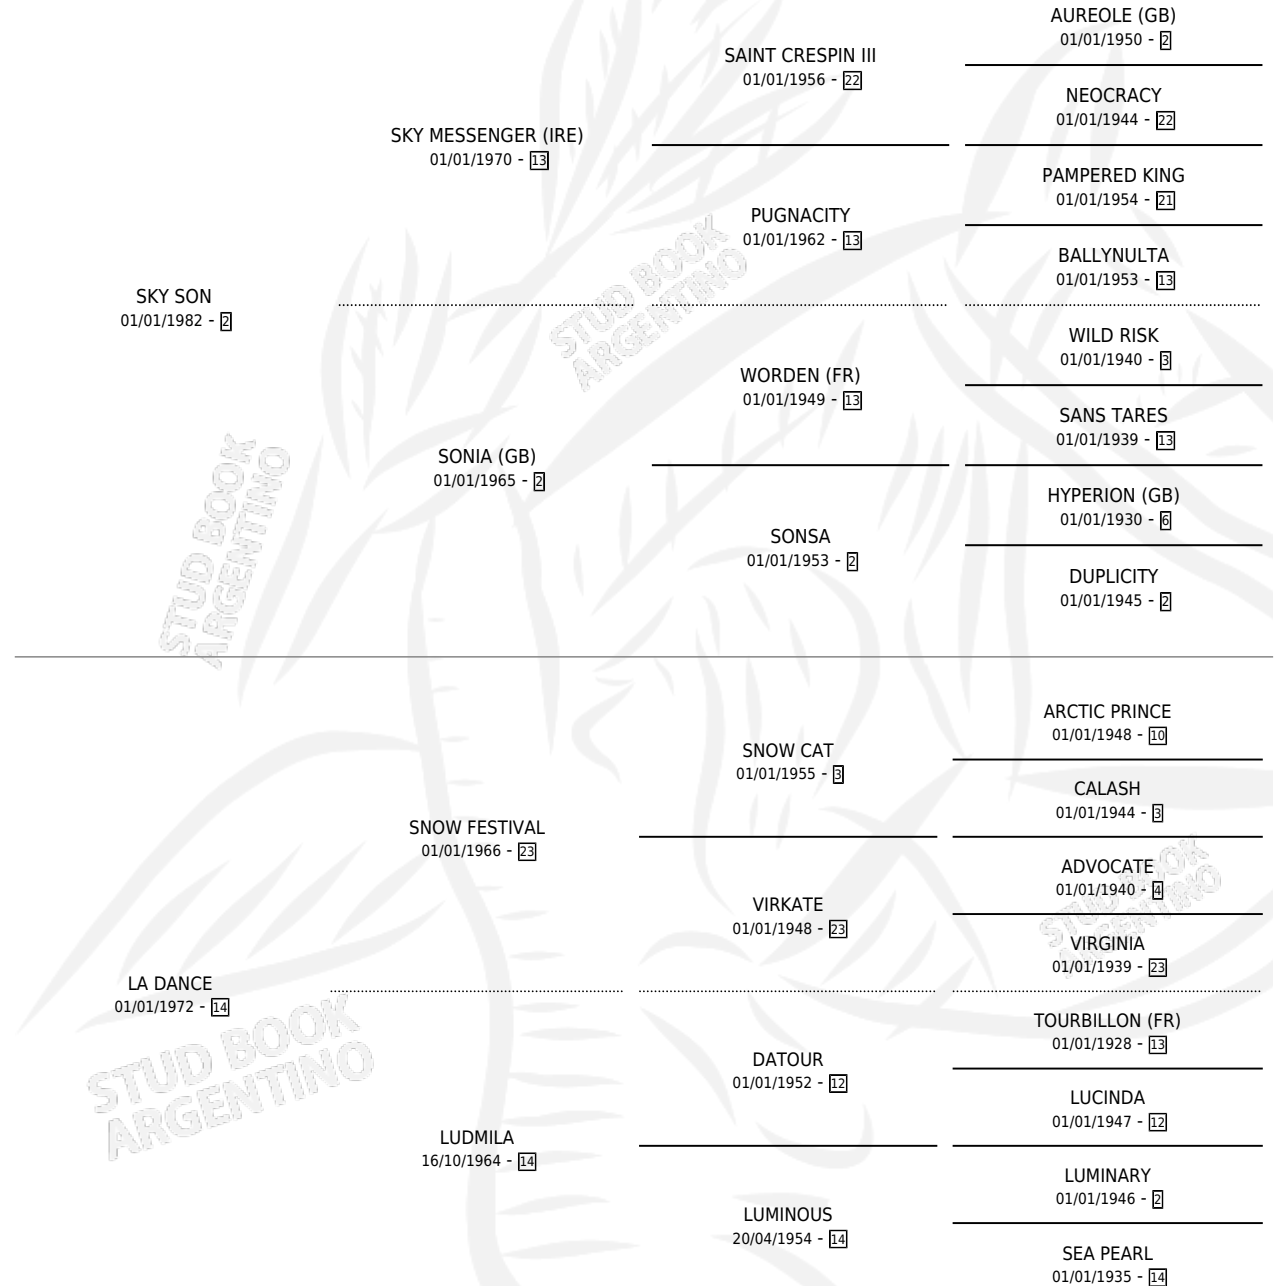 AUREOLE (GB)
01/01/1950 - 2
SAINT CRESPIN III
01/01/1956 - 22
NEOCRACY
01/01/1944 - 22
SKY MESSENGER (IRE)
01/01/1970 - 13
PAMPERED KING
01/01/1954 - 21
PUGNACITY
01/01/1962 - 13
BALLYNULTA
01/01/1953 - 13
SKY SON
01/01/1982 - 2
WILD RISK
01/01/1940 - 3
WORDEN (FR)
01/01/1949 - 13
SANS TARES
01/01/1939 - 13
SONIA (GB)
01/01/1965 - 2
HYPERION (GB)
01/01/1930 - 6
SONSA
01/01/1953 - 2
DUPLICITY
01/01/1945 - 2
ARCTIC PRINCE
01/01/1948 - 10
SNOW CAT
01/01/1955 - 3
CALASH
01/01/1944 - 3
SNOW FESTIVAL
01/01/1966 - 23
ADVOCATE
01/01/1940 - 4
VIRKATE
01/01/1948 - 23
VIRGINIA
01/01/1939 - 23
LA DANCE
01/01/1972 - 14
TOURBILLON (FR)
01/01/1928 - 13
DATOUR
01/01/1952 - 12
LUCINDA
01/01/1947 - 12
LUDMILA
16/10/1964 - 14
LUMINARY
01/01/1946 - 2
LUMINOUS
20/04/1954 - 14
SEA PEARL
01/01/1935 - 14
STUD BOOK
ARGENTINO
STUD BOOK
ARGENTINO
STUD BOOK
ARGENTINO
STUD BOOK
ARGENTINO